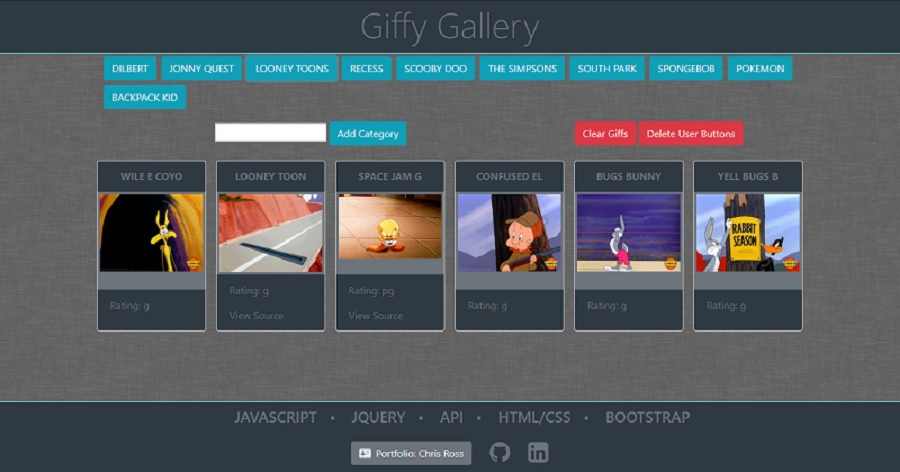 Giffy Gallery
DILBERT JONNY QUEST LOONEY TOONS RECESS SCOOBY DOO THE SIMPSONS SOUTH PARK SPONGEBOB POKEMON
BACKPACK KID
Add Category Clear Giffs Delete User Buttons
WILE E COYO LOONEY TOON SPACE JAM G CONFUSED EL BUGS BUNNY YELL BUGS B
RABBIT
SEASON
Rating: g Rating: pg
Rating: g Rating: g Rating: g Rating: g
View Source View Source
JAVASCRIPT • JQUERY • API • HTML/CSS • BOOTSTRAP
Portfolio: Chris Ross